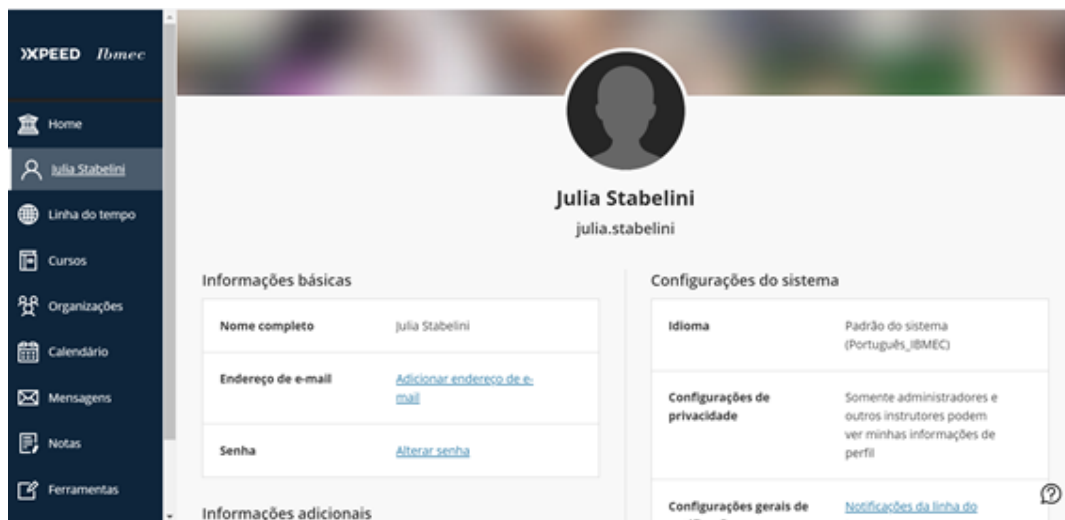 XPEED Ibmec
Home
Julia Stabelini
Linha do tempo
Cursos
Organizações
Calendário
Mensagens
Notas
Ferramentas
Julia Stabelini
julia.stabelini
Informações básicas
Nome completo Julia Stabelini
Endereço de e-mail Adicionar endereço de e-
mail
Senha Alterar senha
Informações adicionais
Configurações do sistema
Idioma Padrão do sistema
(Português_IBMEC)
Configurações de Somente administradores e
privacidade outros instrutores podem
ver minhas informações de
perfil
Configurações gerais de Notificações da linha do